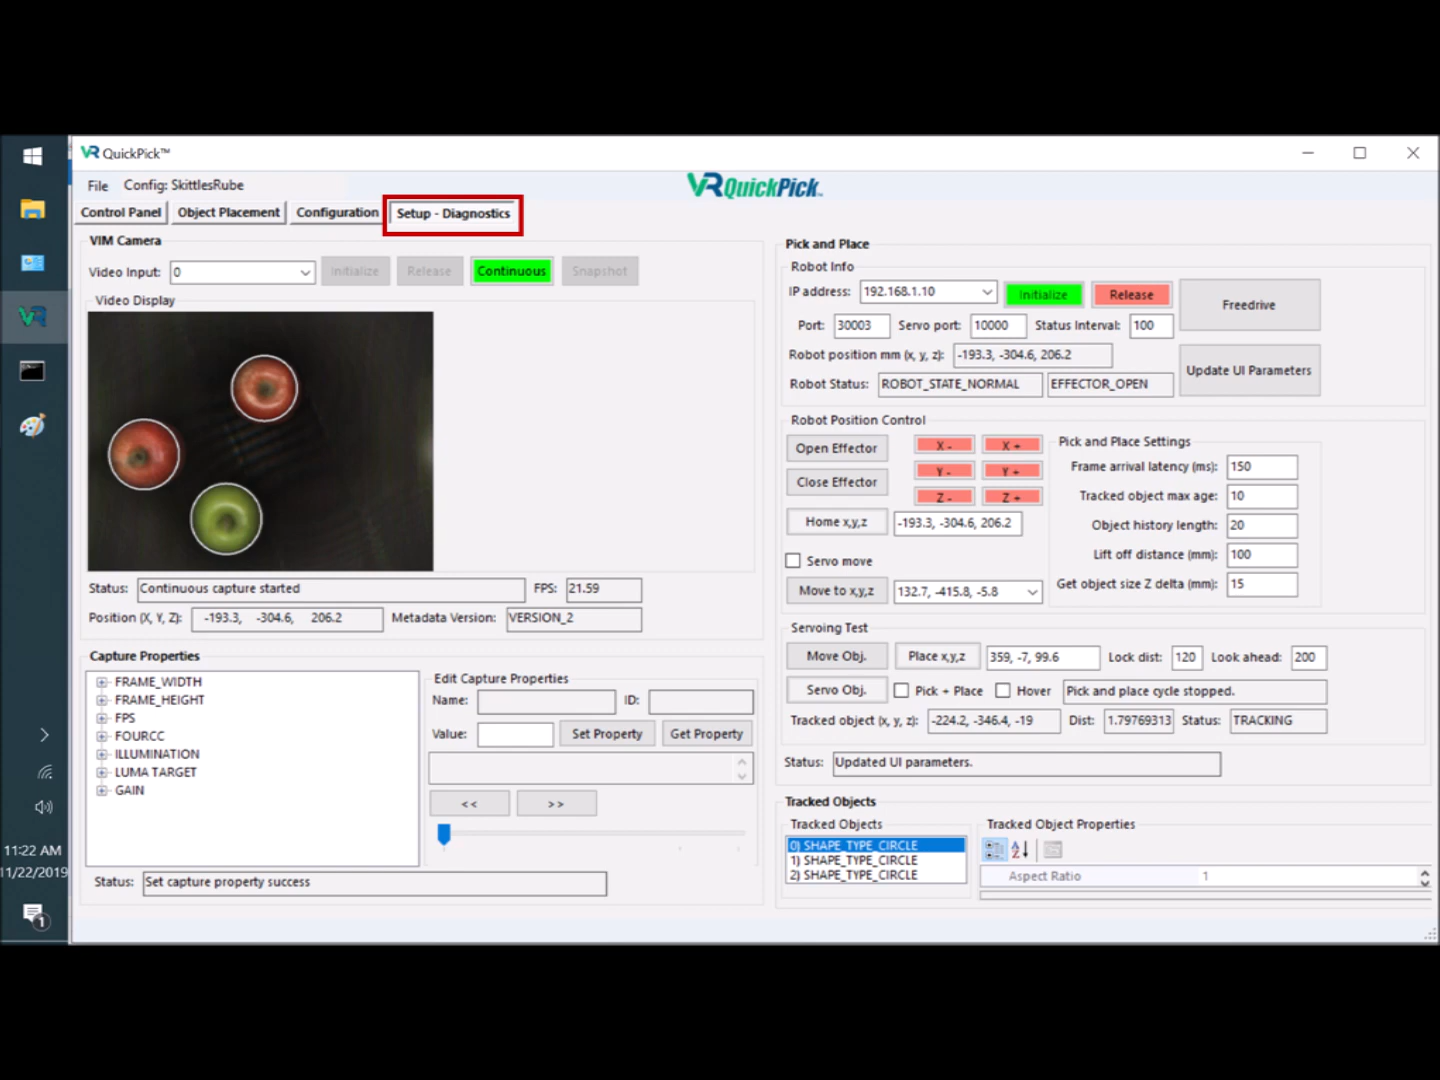 VR QuickPick™
File Config: SkittlesRube
VR QuickPick™
Control Panel Object Placement Configuration Setup - Diagnostics
VIM Camera
Video Input: 0 Initialize Release Continuous Snapshot
Video Display
Status: Continuous capture started FPS: 21.59
Position (X, Y, Z): -193.3, -304.6, 206.2 Metadata Version: VERSION_2
Capture Properties
FRAME_WIDTH
FRAME_HEIGHT
FPS
FOURCC
ILLUMINATION
LUMA TARGET
GAIN
Edit Capture Properties
Name: ID:
Value: Set Property Get Property
<< >>
Status: Set capture property success
Pick and Place
Robot Info
IP address: 192.168.1.10 Initialize Release Freedrive
Port: 30003 Servo port: 10000 Status Interval: 100
Robot position mm (x, y, z): -193.3, -304.6, 206.2
Update UI Parameters
Robot Status: ROBOT_STATE_NORMAL EFFECTOR_OPEN
Robot Position Control
Open Effector X - X +
Close Effector Y - Y +
Z - Z +
Home x,y,z -193.3, -304.6, 206.2
Servo move
Move to x,y,z 132.7, -415.8, -5.8
Pick and Place Settings
Frame arrival latency (ms): 150
Tracked object max age: 10
Object history length: 20
Lift off distance (mm): 100
Get object size Z delta (mm): 15
Servoing Test
Move Obj. Place x,y,z 359, -7, 99.6 Lock dist: 120 Look ahead: 200
Servo Obj. Pick + Place Hover Pick and place cycle stopped.
Tracked object (x, y, z): -224.2, -346.4, -19 Dist: 1.79769313 Status: TRACKING
Status: Updated UI parameters.
Tracked Objects
Tracked Objects
0) SHAPE_TYPE_CIRCLE
1) SHAPE_TYPE_CIRCLE
2) SHAPE_TYPE_CIRCLE
Tracked Object Properties
Aspect Ratio 1
11:22 AM
11/22/2019
1